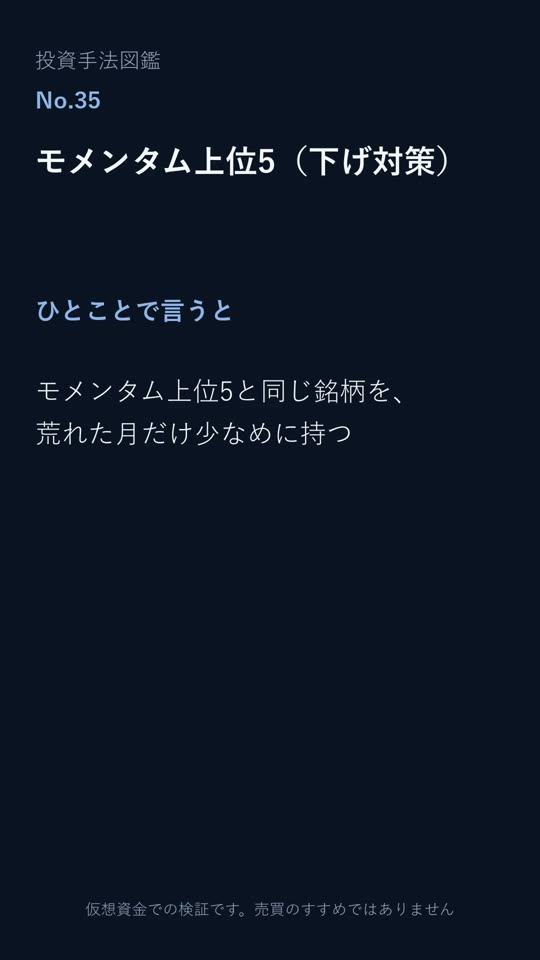 投資手法図鑑
No.35
モメンタム上位5（下げ対策）
ひとことで言うと
モメンタム上位5と同じ銘柄を、
荒れた月だけ少なめに持つ
仮想資金での検証です。売買のすすめではありません